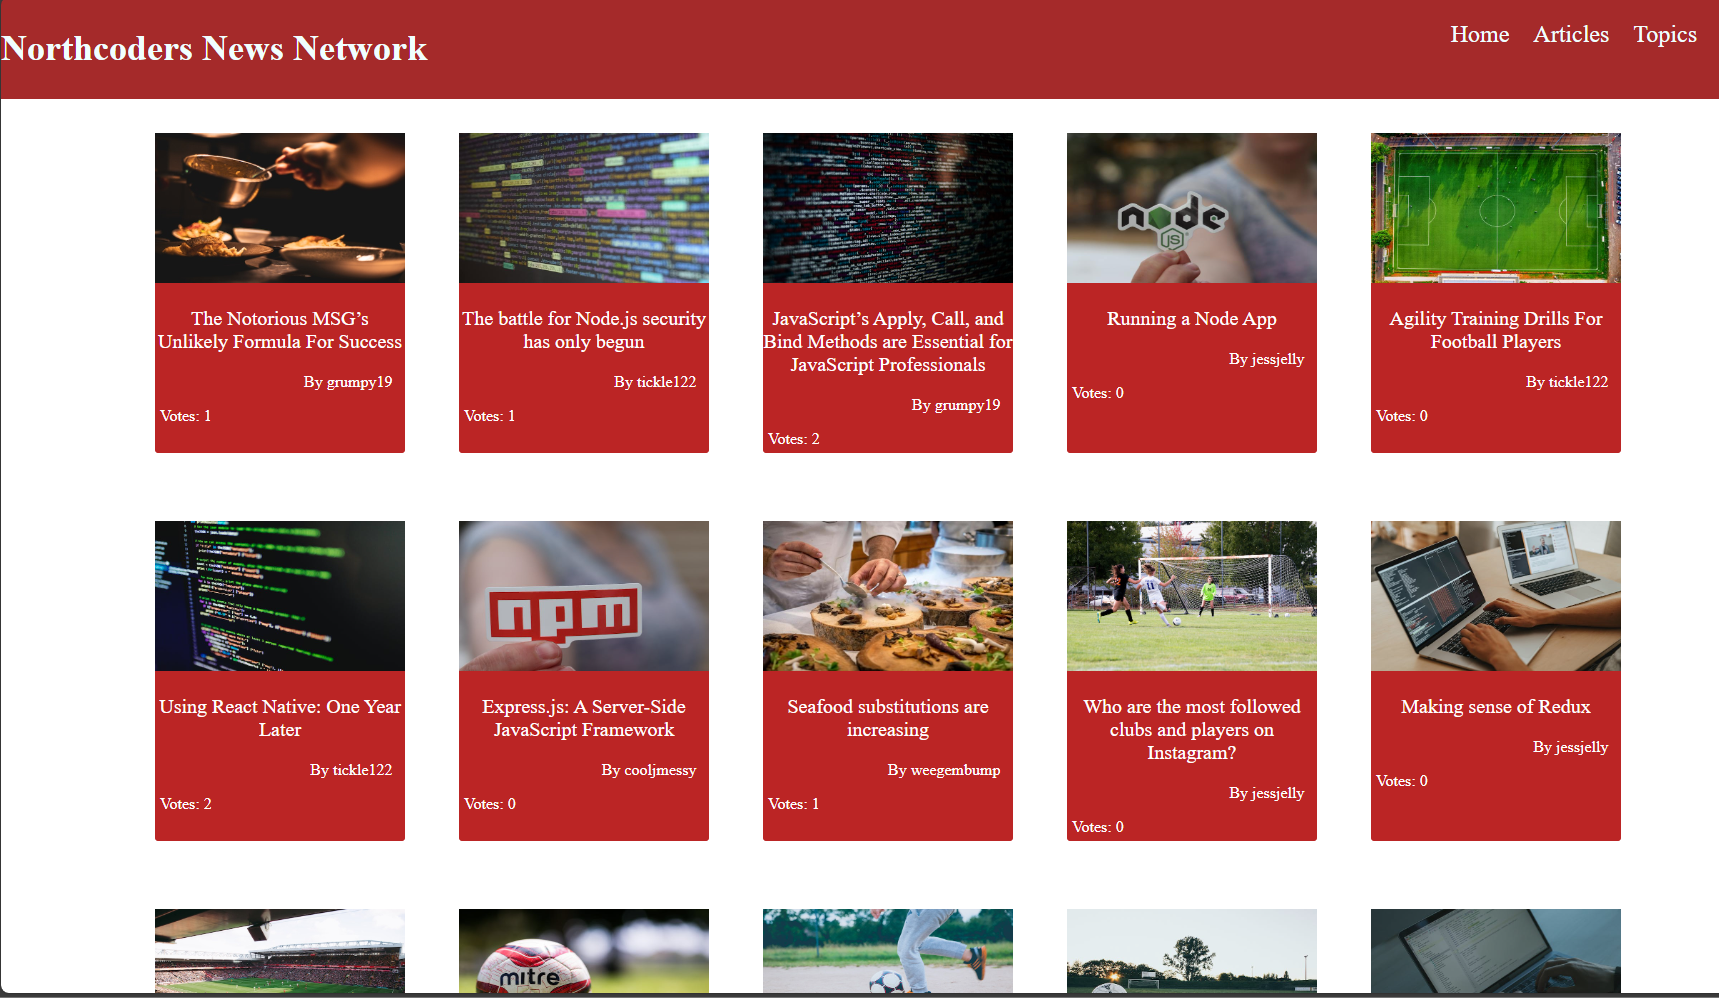 Northcoders News Network
Home Articles Topics
The Notorious MSG’s
Unlikely Formula For Success
By grumpy19
Votes: 1
The battle for Node.js security
has only begun
By tickle122
Votes: 1
JavaScript’s Apply, Call, and
Bind Methods are Essential for
JavaScript Professionals
By grumpy19
Votes: 2
node
JS
Running a Node App
By jessjelly
Votes: 0
Agility Training Drills For
Football Players
By tickle122
Votes: 0
Using React Native: One Year
Later
By tickle122
Votes: 2
npm
Express.js: A Server-Side
JavaScript Framework
By cooljmessy
Votes: 0
Seafood substitutions are
increasing
By weegembump
Votes: 1
Who are the most followed
clubs and players on
Instagram?
By jessjelly
Votes: 0
Making sense of Redux
By jessjelly
Votes: 0
mitre